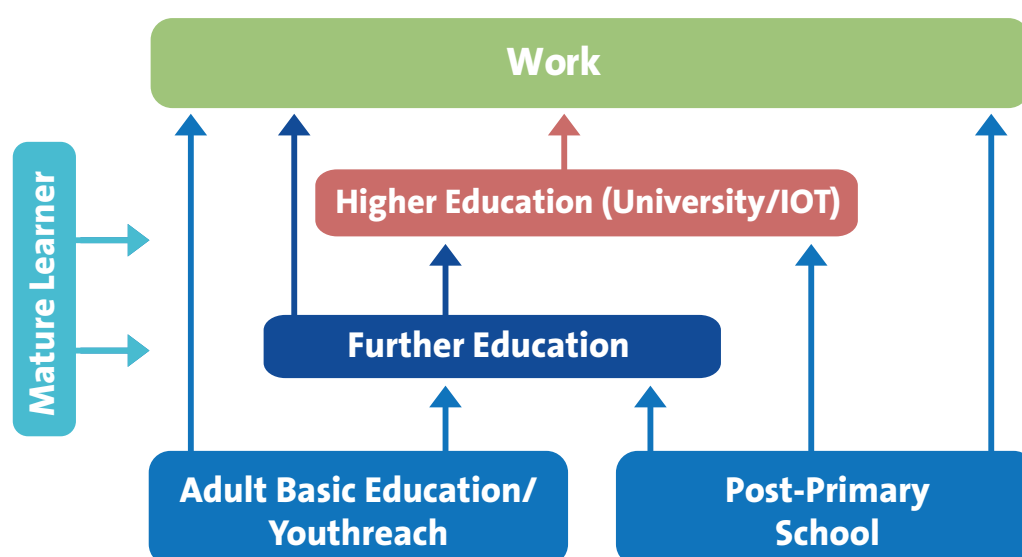 Work
Higher Education (University/IOT)
Mature Learner
Further Education
Adult Basic Education/
Youthreach
Post-Primary
School